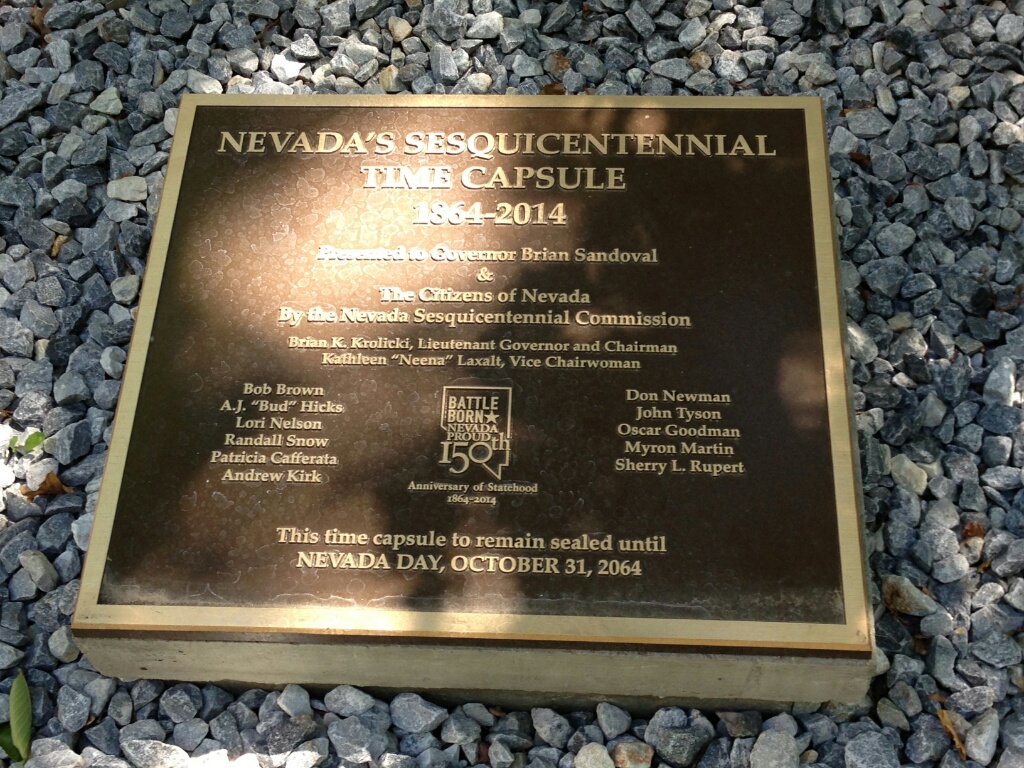 NEVADA'S SESQUICENTENNIAL
TIME CAPSULE
1864-2014
Presented to Governor Brian Sandoval
&
The Citizens of Nevada
By the Nevada Sesquicentennial Commission
Brian K. Krolicki, Lieutenant Governor and Chairman
Kathleen "Neena" Laxalt, Vice Chairwoman
Bob Brown
A.J. "Bud" Hicks
Lori Nelson
Randall Snow
Patricia Cafferata
Andrew Kirk
BATTLE
BORN★
NEVADA
PROUD
150th
Anniversary of Statehood
1864-2014
Don Newman
John Tyson
Oscar Goodman
Myron Martin
Sherry L. Rupert
This time capsule to remain sealed until
NEVADA DAY, OCTOBER 31, 2064